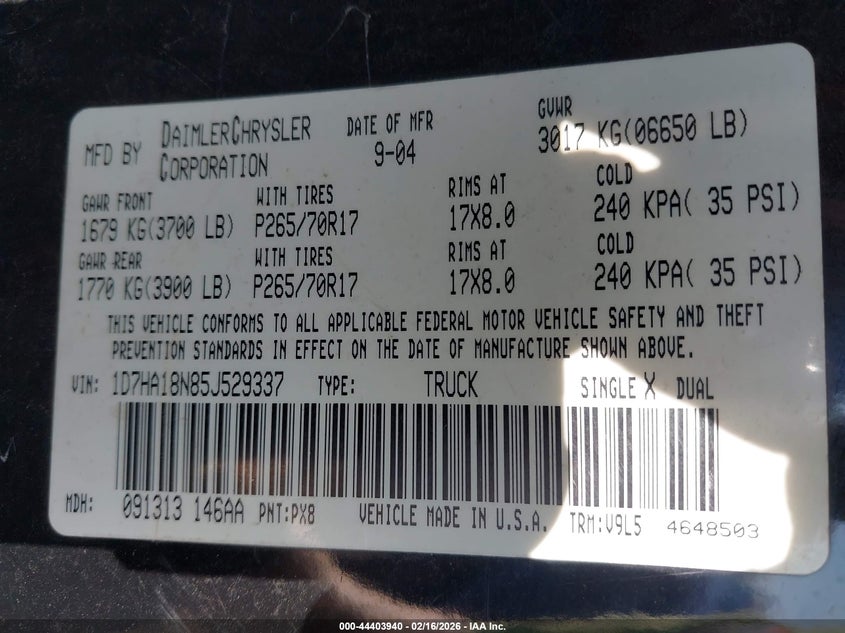 MFD BY DAIMLERCHRYSLER CORPORATION DATE OF MFR 9-04 GVWR 3017 KG(06650 LB)
GAWR FRONT WITH TIRES RIMS AT COLD
1679 KG(3700 LB) P265/70R17 17X8.0 240 KPA( 35 PSI)
GAWR REAR WITH TIRES RIMS AT COLD
1770 KG(3900 LB) P265/70R17 17X8.0 240 KPA( 35 PSI)
THIS VEHICLE CONFORMS TO ALL APPLICABLE FEDERAL MOTOR VEHICLE SAFETY AND THEFT
PREVENTION STANDARDS IN EFFECT ON THE DATE OF MANUFACTURE SHOWN ABOVE.
VIN: 1D7HA18N85J529337 TYPE: TRUCK SINGLE X DUAL
MDH: 091313 146AA PNT:PX8 VEHICLE MADE IN U.S.A. TRM:V9L5 4648503
000-44403940 - 02/16/2026 - IAA Inc.